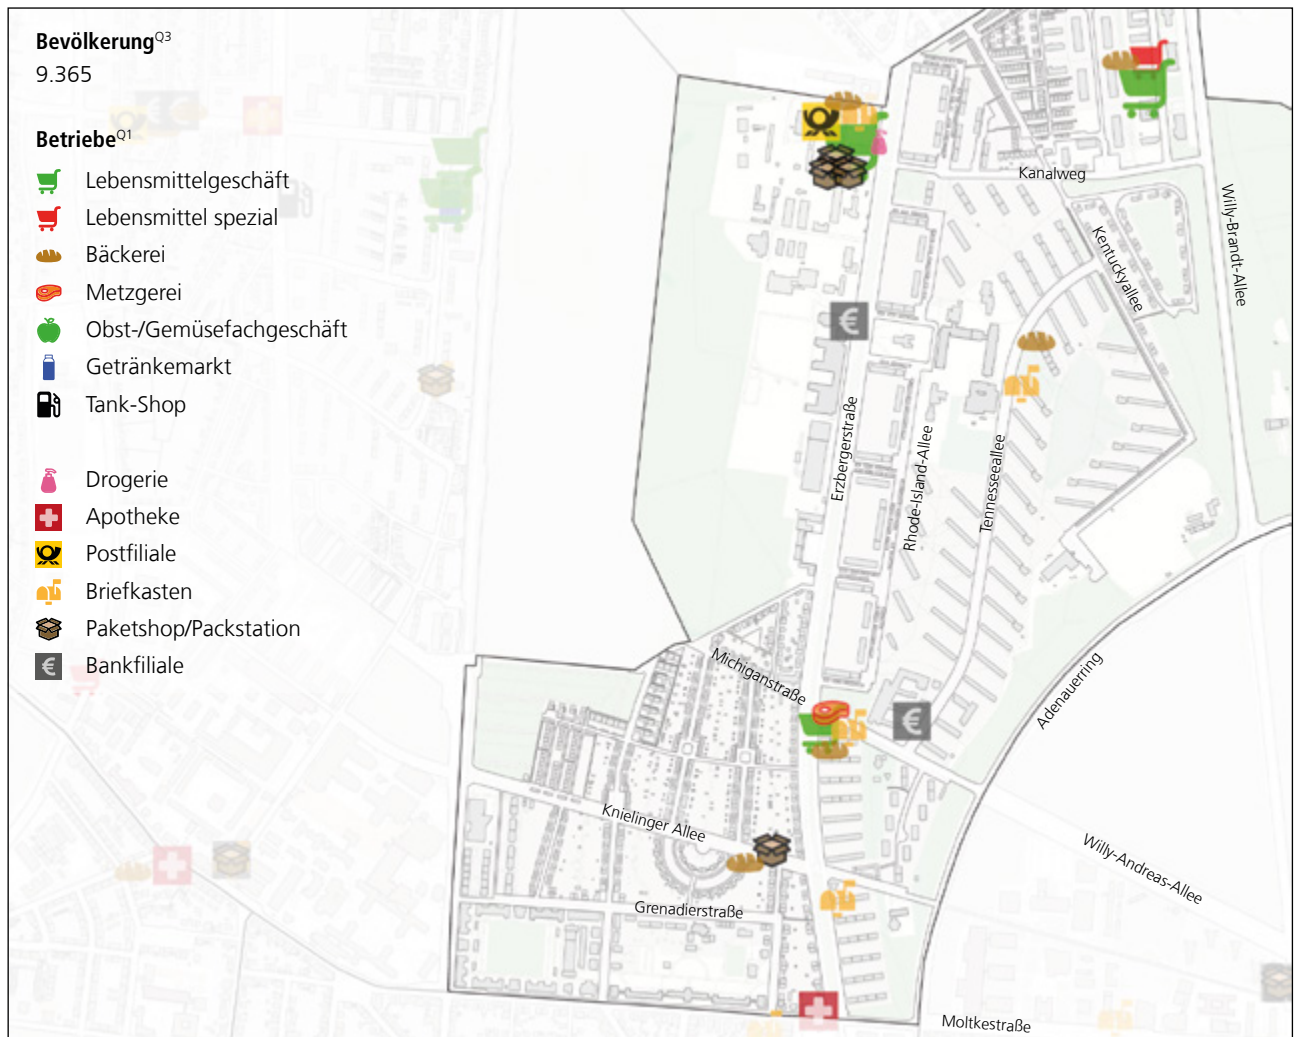 Bevölkerung Q3
9.365
Betriebe Q1
Lebensmittelgeschäft
Lebensmittel spezial
Bäckerei
Metzgerei
Obst-/Gemüsefachgeschäft
Getränkemarkt
Tank-Shop
Drogerie
Apotheke
Postfiliale
Briefkasten
Paketshop/Packstation
€ Bankfiliale
Kanalweg
Willy-Brandt-Allee
Kentuckyallee
€
Erzbergerstraße
Rhode-Island-Allee
Tennesseeallee
Michiganstraße
€
Adenauerring
Knielinger Allee
Willy-Andreas-Allee
Grenadierstraße
Moltkestraße